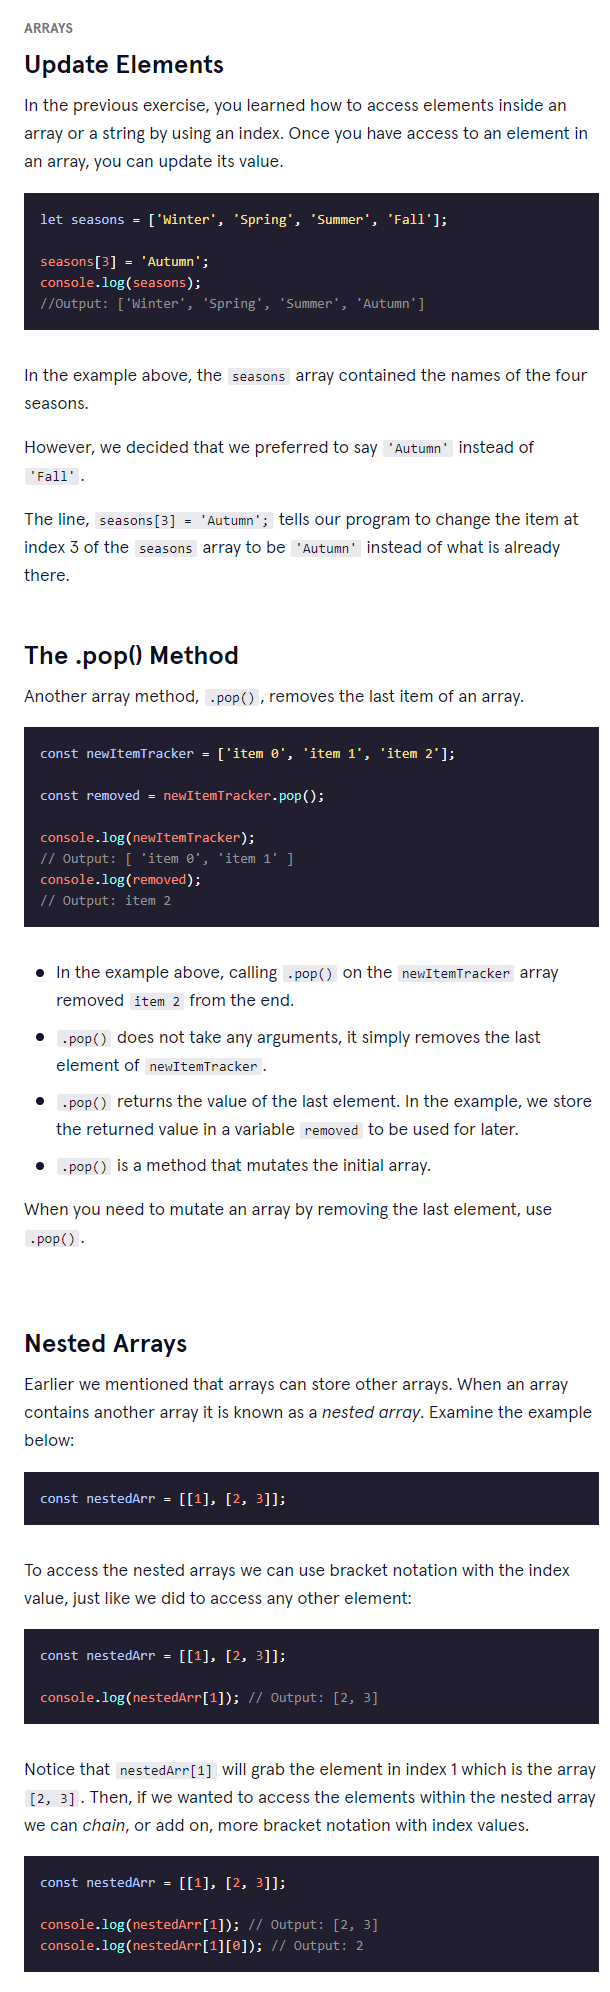 ARRAYS
Update Elements
In the previous exercise, you learned how to access elements inside an
array or a string by using an index. Once you have access to an element in
an array, you can update its value.
let seasons = ['Winter', 'Spring', 'Summer', 'Fall'];
seasons[3] = 'Autumn';
console.log(seasons);
//Output: ['Winter', 'Spring', 'Summer', 'Autumn']
In the example above, the seasons array contained the names of the four
seasons.
However, we decided that we preferred to say 'Autumn' instead of
'Fall'.
The line, seasons[3] = 'Autumn'; tells our program to change the item at
index 3 of the seasons array to be 'Autumn' instead of what is already
there.
The .pop() Method
Another array method, .pop(), removes the last item of an array.
const newItemTracker = ['item 0', 'item 1', 'item 2'];
const removed = newItemTracker.pop();
console.log(newItemTracker);
// Output: [ 'item 0', 'item 1' ]
console.log(removed);
// Output: item 2
• In the example above, calling .pop() on the newItemTracker array
removed item 2 from the end.
• .pop() does not take any arguments, it simply removes the last
element of newItemTracker.
• .pop() returns the value of the last element. In the example, we store
the returned value in a variable removed to be used for later.
• .pop() is a method that mutates the initial array.
When you need to mutate an array by removing the last element, use
.pop().
Nested Arrays
Earlier we mentioned that arrays can store other arrays. When an array
contains another array it is known as a nested array. Examine the example
below:
const nestedArr = [[1], [2, 3]];
To access the nested arrays we can use bracket notation with the index
value, just like we did to access any other element:
const nestedArr = [[1], [2, 3]];
console.log(nestedArr[1]); // Output: [2, 3]
Notice that nestedArr[1] will grab the element in index 1 which is the array
[2, 3]. Then, if we wanted to access the elements within the nested array
we can chain, or add on, more bracket notation with index values.
const nestedArr = [[1], [2, 3]];
console.log(nestedArr[1]); // Output: [2, 3]
console.log(nestedArr[1][0]); // Output: 2